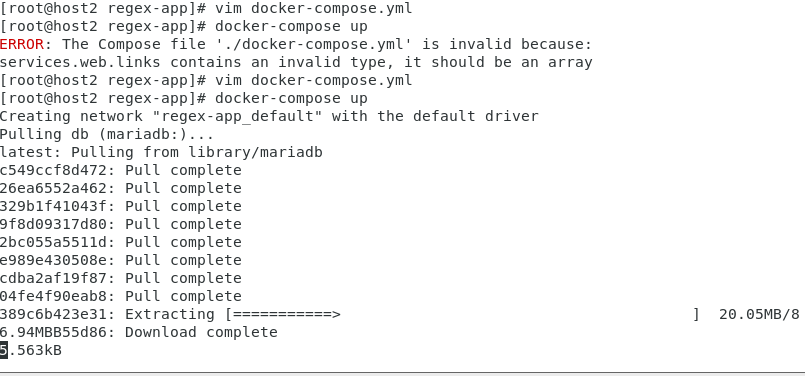 [root@host2 regex-app]# vim docker-compose.yml
[root@host2 regex-app]# docker-compose up
ERROR: The Compose file './docker-compose.yml' is invalid because:
services.web.links contains an invalid type, it should be an array
[root@host2 regex-app]# vim docker-compose.yml
[root@host2 regex-app]# docker-compose up
Creating network "regex-app_default" with the default driver
Pulling db (mariadb:)...
latest: Pulling from library/mariadb
c549ccf8d472: Pull complete
26ea6552a462: Pull complete
329b1f41043f: Pull complete
9f8d09317d80: Pull complete
2bc055a5511d: Pull complete
e989e430508e: Pull complete
cdba2af19f87: Pull complete
04fe4f90eab8: Pull complete
389c6b423e31: Extracting [===========>                                       ]  20.05MB/8
6.94MBB55d86: Download complete
5.563kB